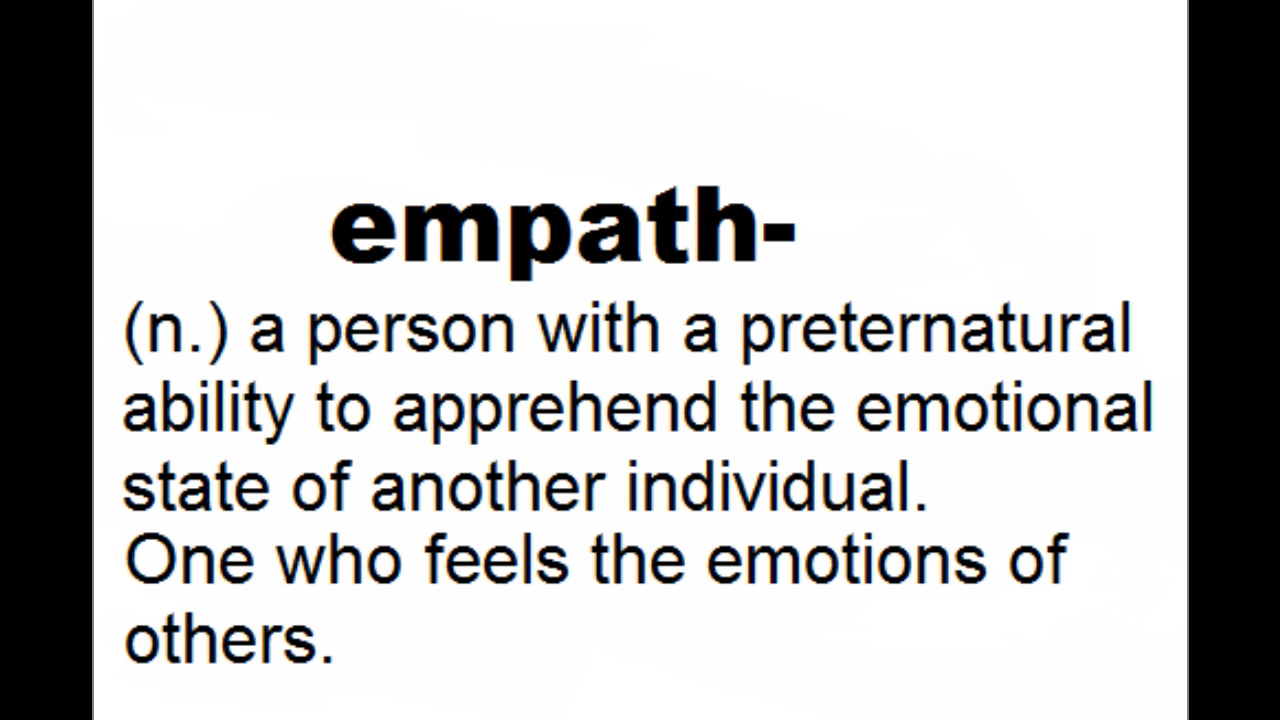 empath-
(n.) a person with a preternatural
ability to apprehend the emotional
state of another individual.
One who feels the emotions of
others.